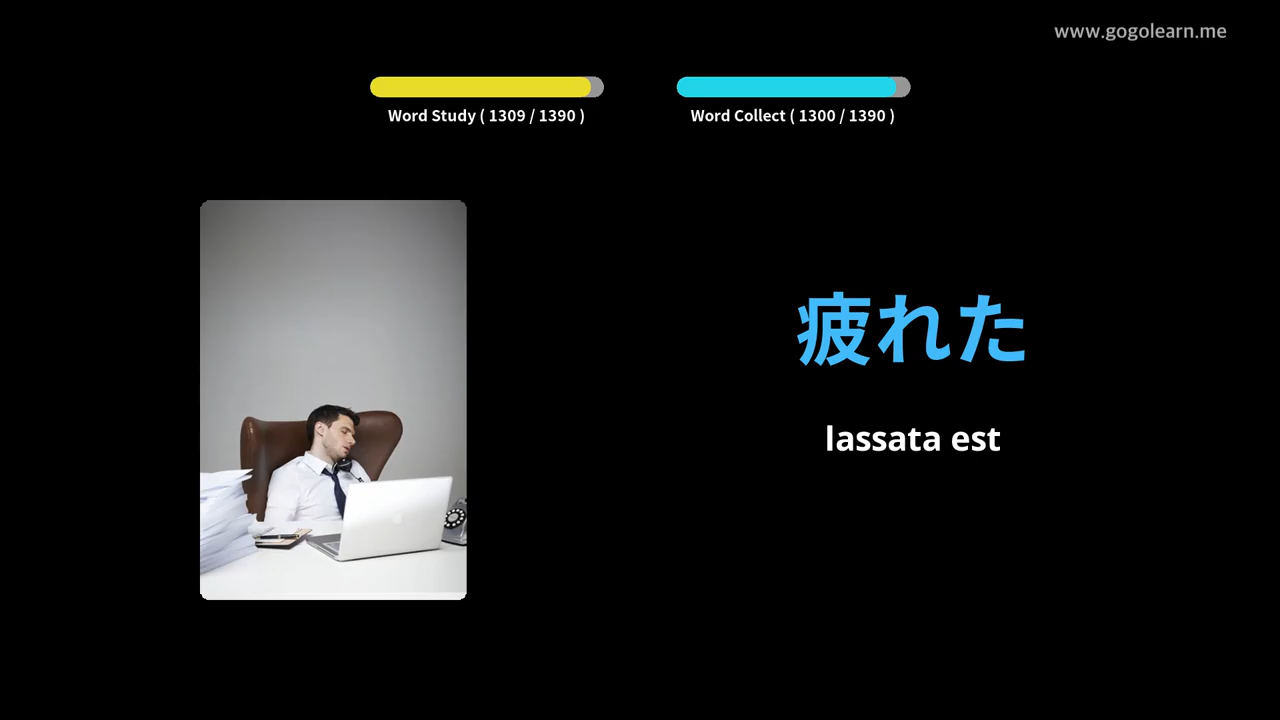 www.gogolearn.me
Word Study ( 1309 / 1390 )
Word Collect ( 1300 / 1390 )
疲れた
lassata est